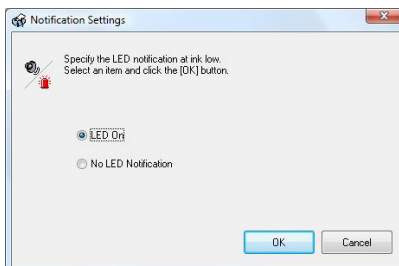 Notification Settings
Specify the LED notification at ink low.
Select an item and click the [OK] button.
LED On
No LED Notification
OK
Cancel